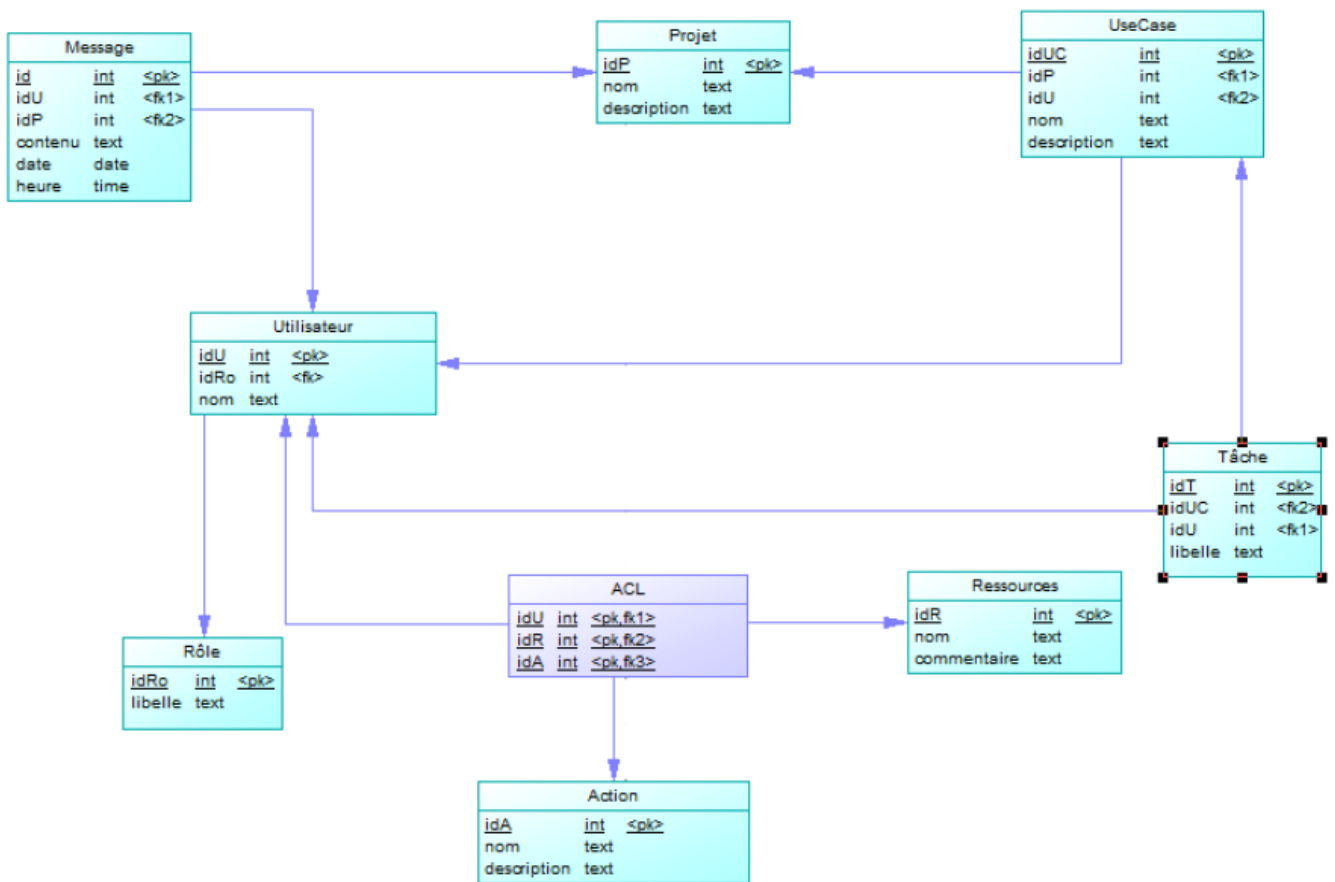 Message
id int <pk>
idU int <fk1>
idP int <fk2>
contenu text
date date
heure time
Projet
idP int <pk>
nom text
description text
UseCase
idUC int <pk>
idP int <fk1>
idU int <fk2>
nom text
description text
Utilisateur
idU int <pk>
idRo int <fk>
nom text
Tâche
idT int <pk>
idUC int <fk2>
idU int <fk1>
libelle text
ACL
idU int <pk,fk1>
idR int <pk,fk2>
idA int <pk,fk3>
Ressources
idR int <pk>
nom text
commentaire text
Rôle
idRo int <pk>
libelle text
Action
idA int <pk>
nom text
description text